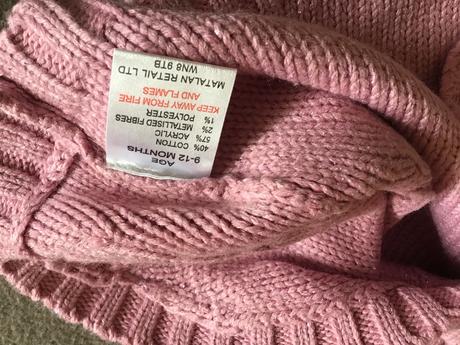 AGE
9-12 MONTHS
40% COTTON
57% ACRYLIC
2% METALLISED FIBRES
1% POLYESTER
KEEP AWAY FROM FIRE
AND FLAMES
MATALAN RETAIL LTD
WN8 9TB